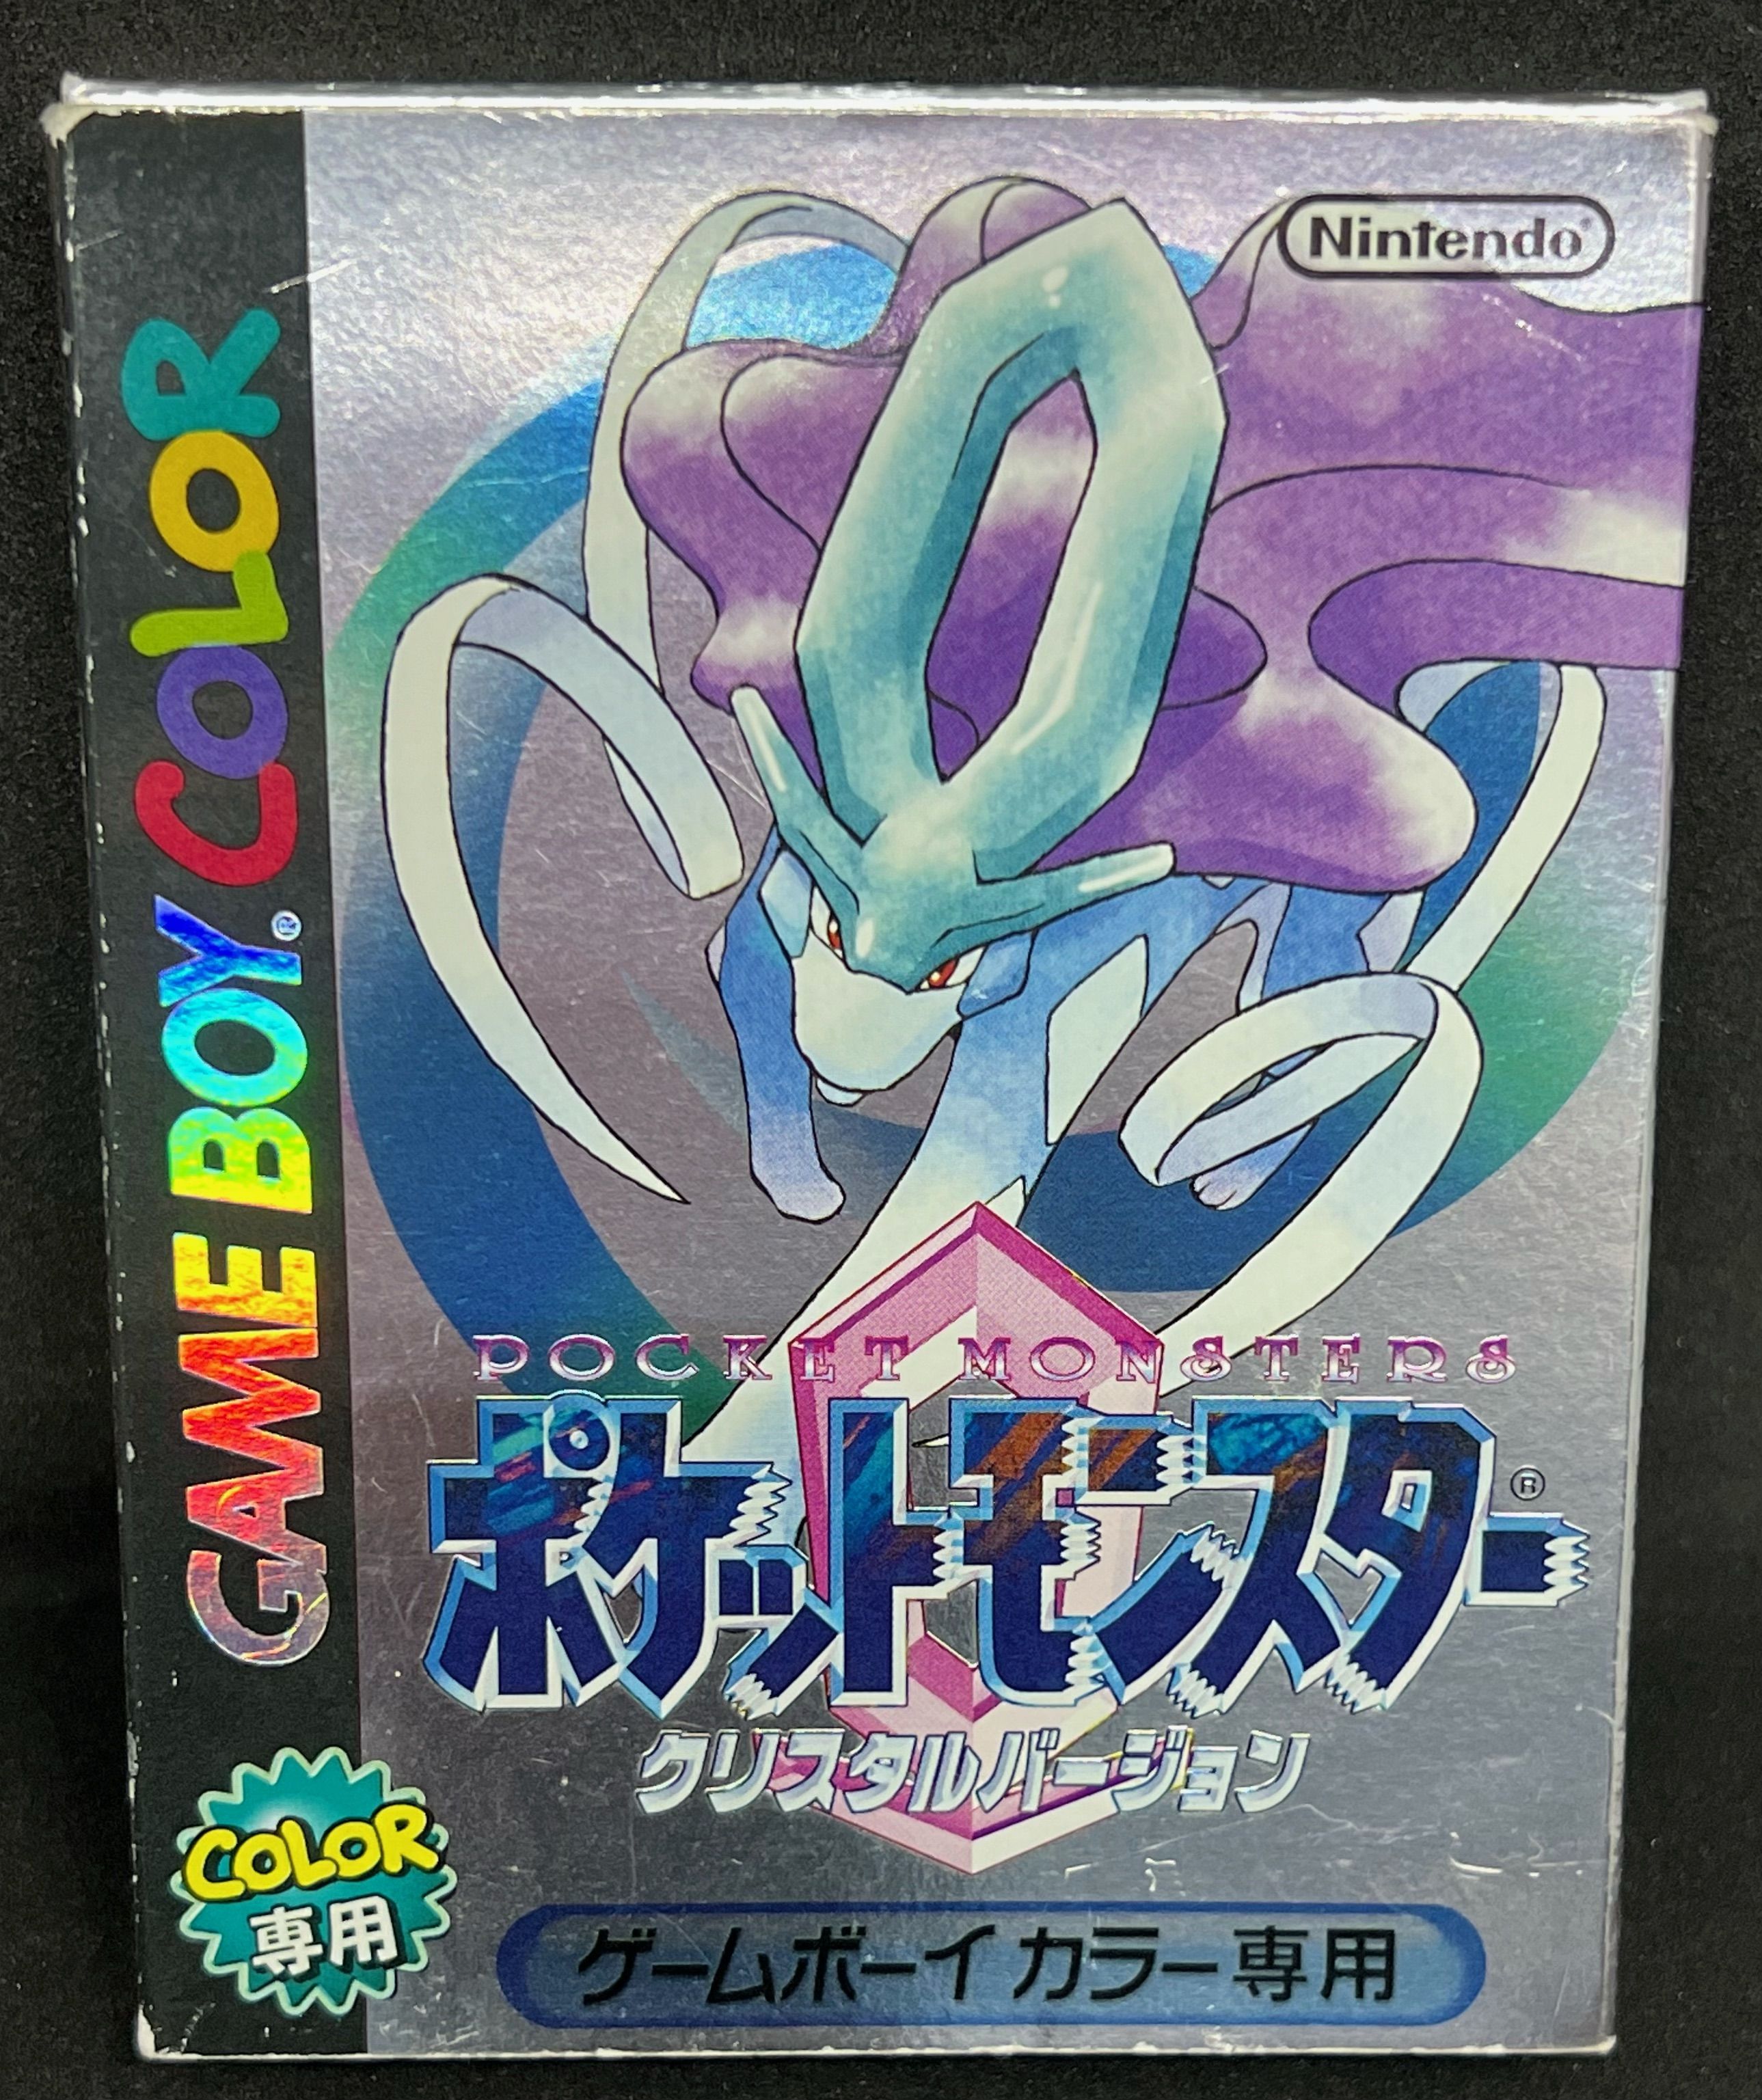 Nintendo®
GAME BOY® COLOR
POCKET MONSTERS
ポケットモンスター®
クリスタルバージョン
COLOR
専用
ゲームボーイカラー専用